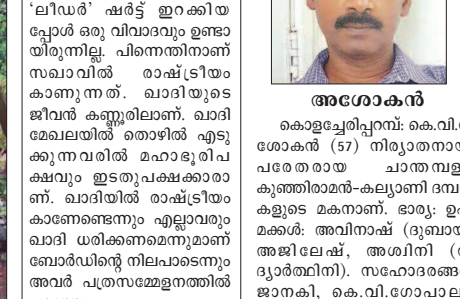 'ലീഡർ' ഷർട്ട് ഇറക്കിയ
പ്പോൾ ഒരു വിവാദവും ഉണ്ടാ
യിരുന്നില്ല. പിന്നെന്തിനാണ്
സഖാവിൽ രാഷ്ട്രീയം
കാണുന്നത്. ഖാദിയുടെ
ജീവൻ കണ്ണൂരിലാണ്. ഖാദി
മേഖലയിൽ തൊഴിൽ എടു
ക്കുന്നവരിൽ മഹാഭൂരിപ
ക്ഷവും ഇടതുപക്ഷക്കാരാ
ണ്. ഖാദിയിൽ രാഷ്ട്രീയം
കാണേണ്ടെന്നും എല്ലാവരും
ഖാദി ധരിക്കണമെന്നുമാണ്
ബോർഡിന്റെ നിലപാടെന്നും
അവർ പത്രസമ്മേളനത്തിൽ
അശോകൻ
കൊളച്ചേരിപ്പറമ്പ്: കെ.വി.
ശോകൻ (57) നിര്യാതനായ
പരേതരായ ചാന്തമ്പള
കുഞ്ഞിരാമൻ-കല്യാണി ദമ്പ
കളുടെ മകനാണ്. ഭാര്യ:
മക്കൾ: അവിനാഷ് (ദുബായ
അജിലേഷ്, അശ്വിനി (
ദ്യാർത്ഥിനി). സഹോദരങ്ങ
ജാനകി, കെ.വി.ഗോപാല